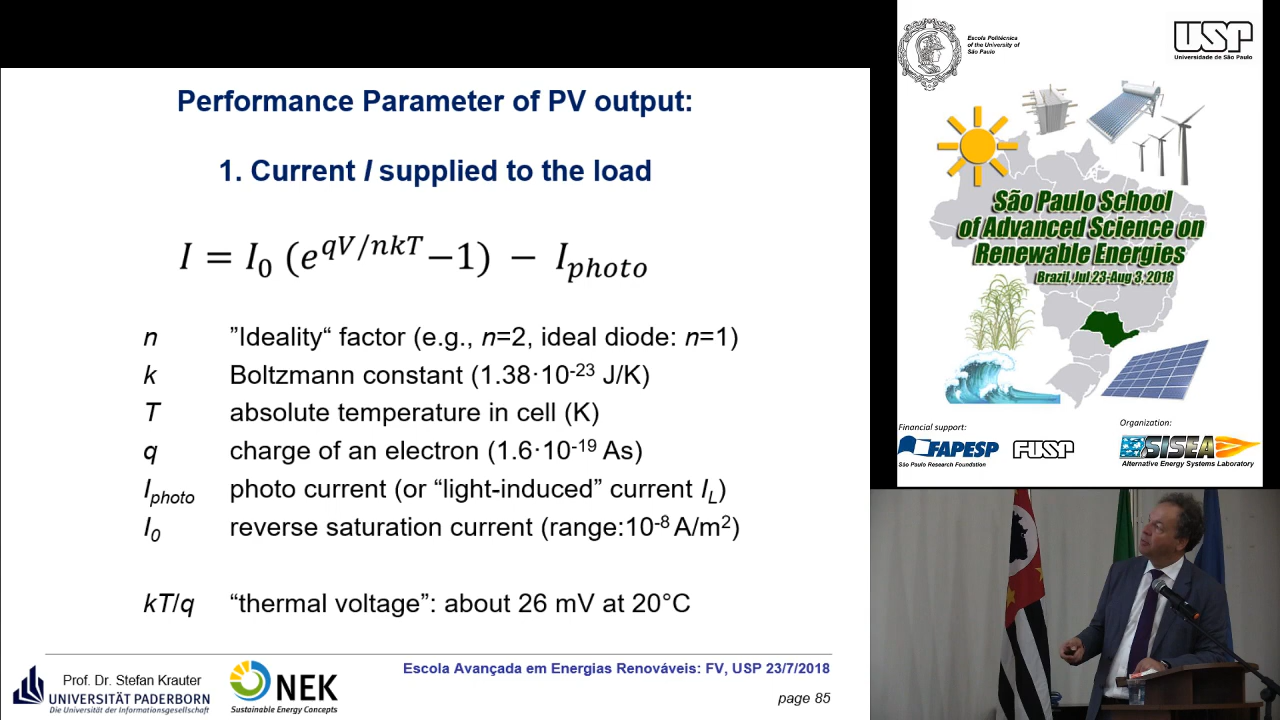 Performance Parameter of PV output:
1. Current I supplied to the load
I = I₀ (e^{qV/nkT}−1) − I_{photo}
n ”Ideality“ factor (e.g., n=2, ideal diode: n=1)
k Boltzmann constant (1.38·10⁻²³ J/K)
T absolute temperature in cell (K)
q charge of an electron (1.6·10⁻¹⁹ As)
I_{photo} photo current (or “light-induced” current I_L)
I₀ reverse saturation current (range:10⁻⁸ A/m²)
kT/q “thermal voltage”: about 26 mV at 20°C
Prof. Dr. Stefan Krauter
UNIVERSITÄT PADERBORN
Die Universität der Informationsgesellschaft
NEK
Sustainable Energy Concepts
Escola Avançada em Energias Renováveis: FV, USP 23/7/2018
page 85
Escola Politécnica
of the University of
São Paulo
USP
Universidade de São Paulo
São Paulo School
of Advanced Science on
Renewable Energies
Brazil, Jul 23-Aug 3, 2018
Financial support:
FAPESP
São Paulo Research Foundation
FUSP
Organization:
SISEA
Alternative Energy Systems Laboratory